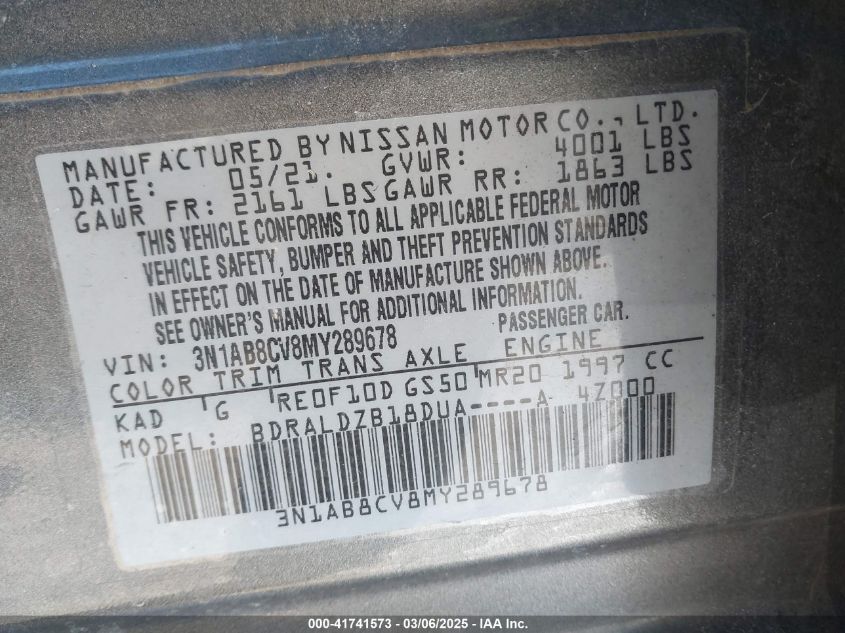 MANUFACTURED BY NISSAN MOTOR CO., LTD.
DATE: 05/21. GVWR: 4001 LBS
GAWR FR: 2161 LBS GAWR RR: 1863 LBS
THIS VEHICLE CONFORMS TO ALL APPLICABLE FEDERAL MOTOR
VEHICLE SAFETY, BUMPER AND THEFT PREVENTION STANDARDS
IN EFFECT ON THE DATE OF MANUFACTURE SHOWN ABOVE.
SEE OWNER'S MANUAL FOR ADDITIONAL INFORMATION.
VIN: 3N1AB8CV8MY289678 PASSENGER CAR.
COLOR TRIM TRANS AXLE ENGINE
KAD G RE0F10D GS50 MR20 1997 CC
MODEL: BDRALDZB18DUA----A 4Z000
3N1AB8CV8MY289678
000-41741573 - 03/06/2025 - IAA Inc.